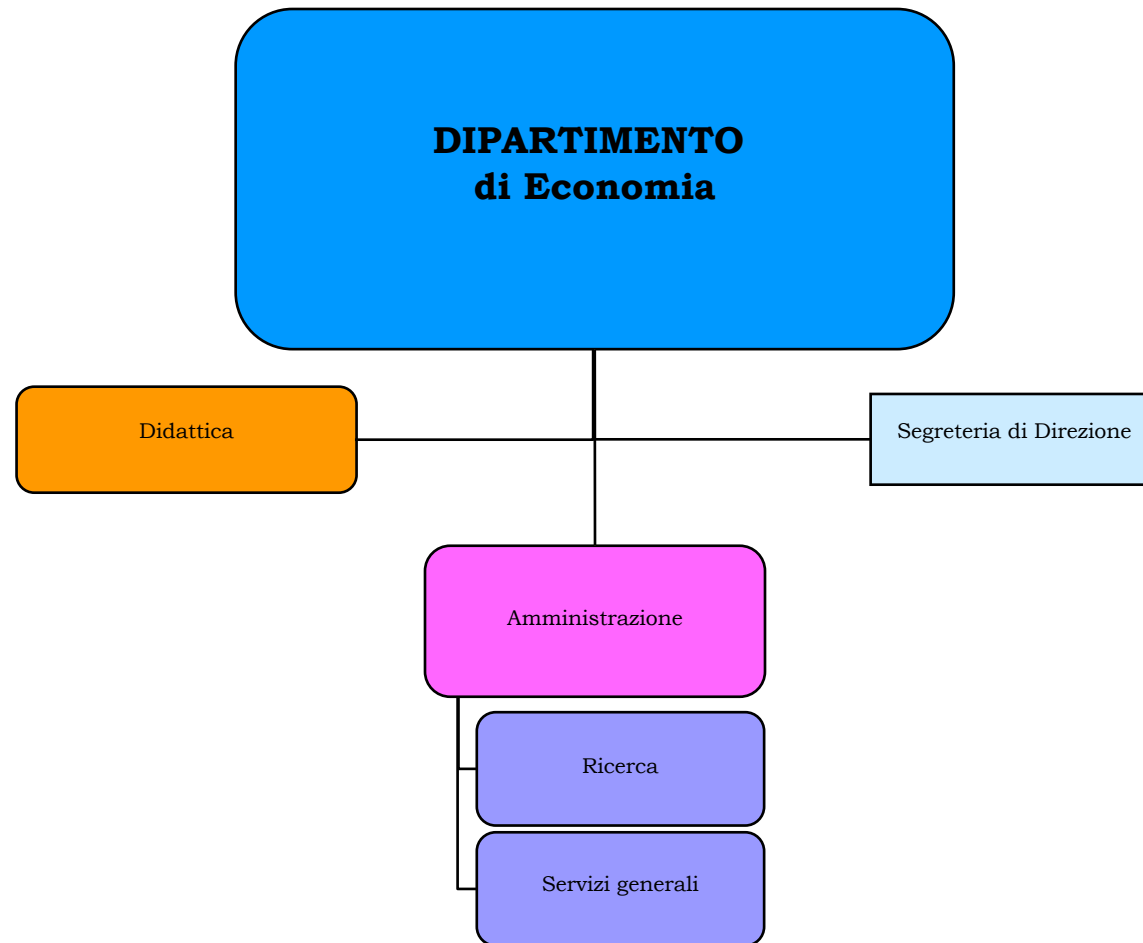 DIPARTIMENTO
di Economia
Didattica
Segreteria di Direzione
Amministrazione
Ricerca
Servizi generali